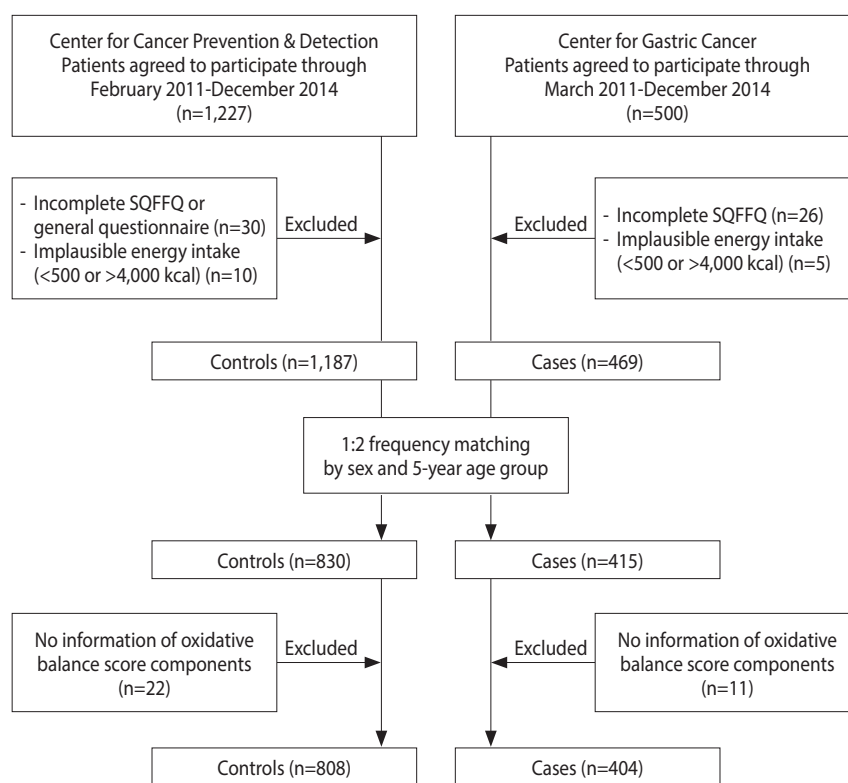 Center for Cancer Prevention & Detection
Patients agreed to participate through
February 2011-December 2014
(n=1,227)
Center for Gastric Cancer
Patients agreed to participate through
March 2011-December 2014
(n=500)
- Incomplete SQFFQ or
general questionnaire (n=30)
- Implausible energy intake
(<500 or >4,000 kcal) (n=10)
Excluded
Excluded
- Incomplete SQFFQ (n=26)
- Implausible energy intake
(<500 or >4,000 kcal) (n=5)
Controls (n=1,187)
Cases (n=469)
1:2 frequency matching
by sex and 5-year age group
Controls (n=830)
Cases (n=415)
No information of oxidative
balance score components
(n=22)
Excluded
Excluded
No information of oxidative
balance score components
(n=11)
Controls (n=808)
Cases (n=404)